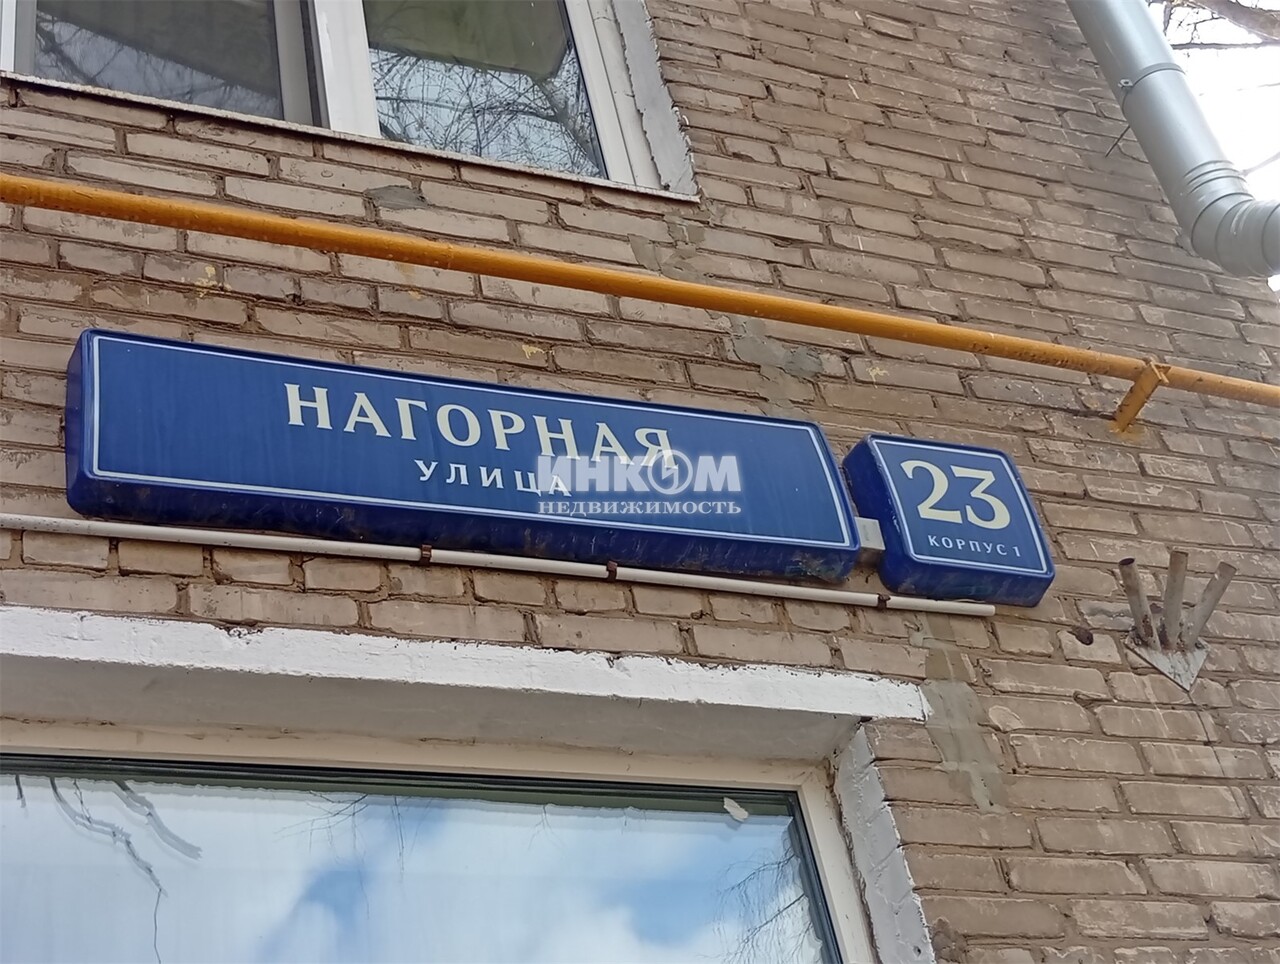 НАГОРНАЯ
УЛИЦА
23
КОРПУС 1
ИНКОМ
НЕДВИЖИМОСТЬ